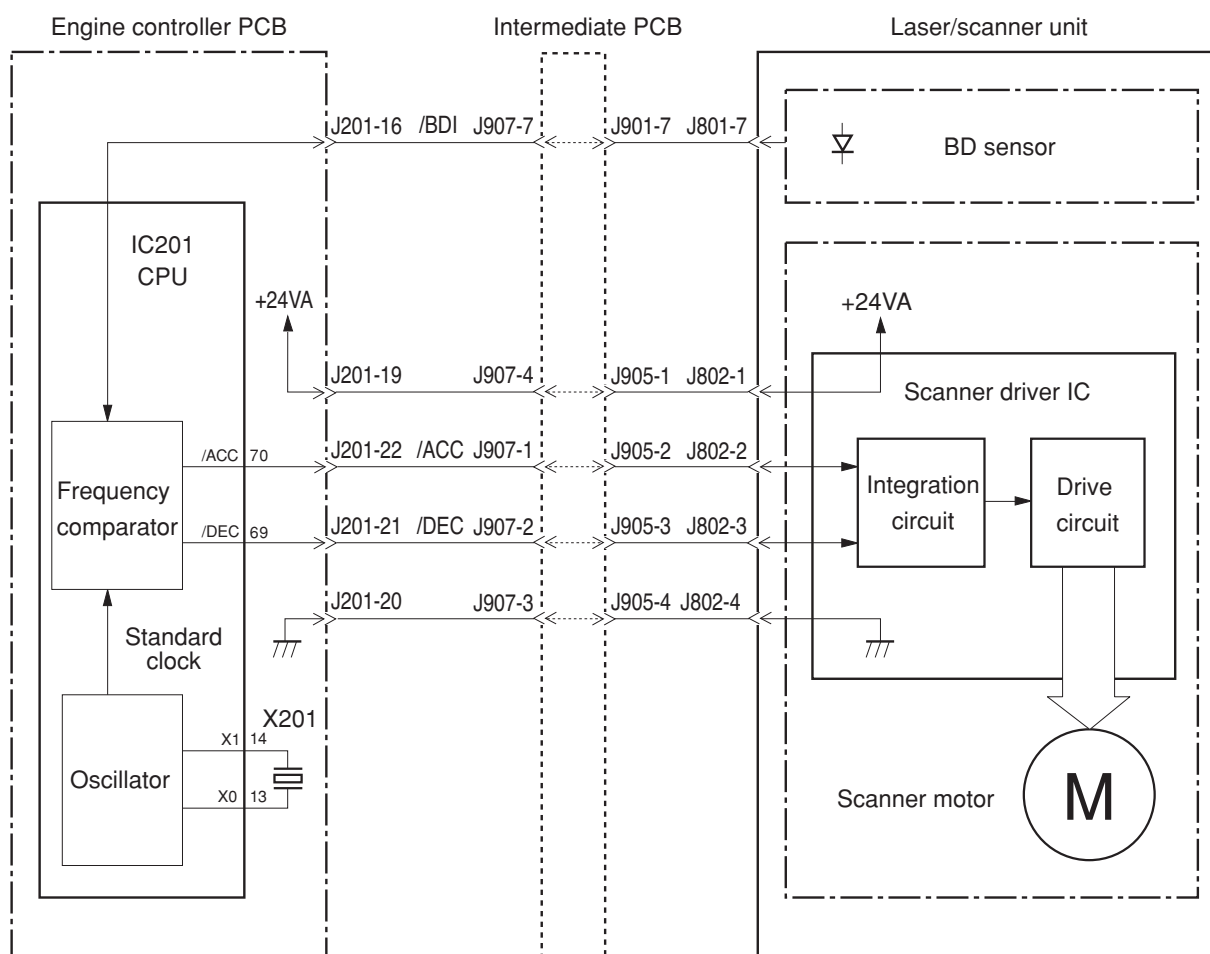 Engine controller PCB Intermediate PCB Laser/scanner unit
J201-16 /BDI J907-7 J901-7 J801-7
BD sensor
IC201
CPU
+24VA +24VA
J201-19 J907-4 J905-1 J802-1
Scanner driver IC
/ACC 70 J201-22 /ACC J907-1 J905-2 J802-2
Frequency
comparator
Integration
circuit
Drive
circuit
/DEC 69 J201-21 /DEC J907-2 J905-3 J802-3
J201-20 J907-3 J905-4 J802-4
Standard
clock
X201
X1 14
Oscillator
X0 13
Scanner motor
M